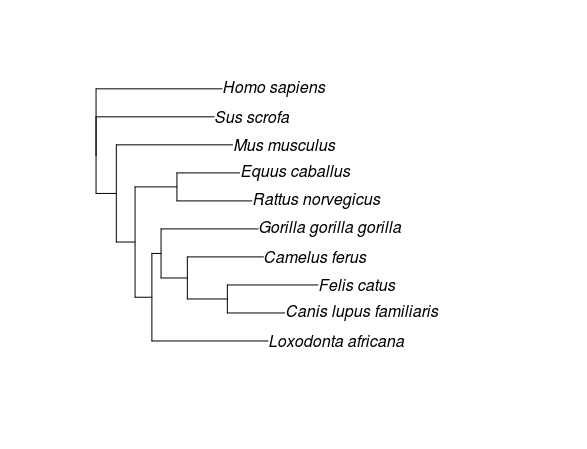 Homo sapiens
Sus scrofa
Mus musculus
Equus caballus
Rattus norvegicus
Gorilla gorilla gorilla
Camelus ferus
Felis catus
Canis lupus familiaris
Loxodonta africana